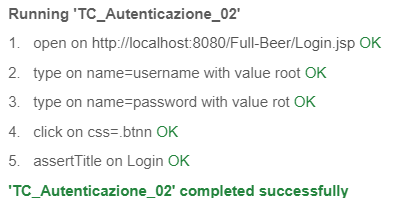 Running 'TC_Autenticazione_02'
1. open on http://localhost:8080/Full-Beer/Login.jsp OK
2. type on name=username with value root OK
3. type on name=password with value rot OK
4. click on css=.btnn OK
5. assertTitle on Login OK
'TC_Autenticazione_02' completed successfully